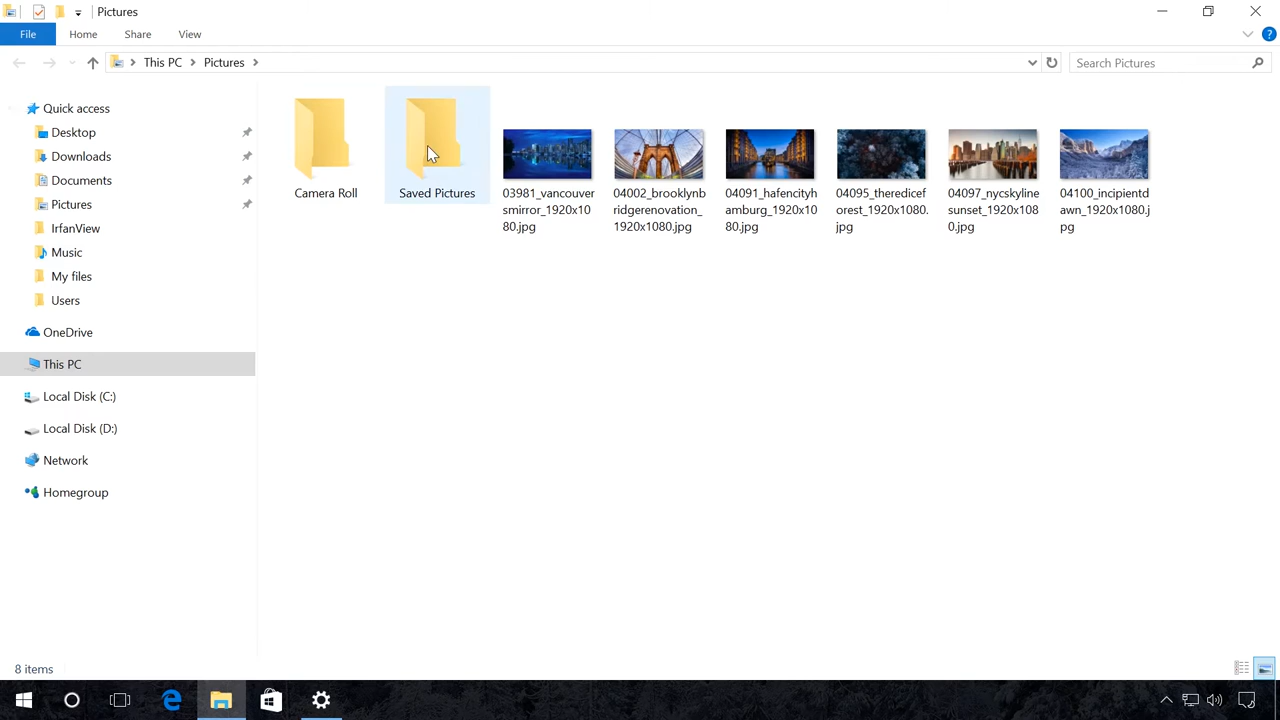 Pictures
File Home Share View
This PC Pictures
Search Pictures
Quick access
Desktop
Downloads
Documents
Pictures
IrfanView
Music
My files
Users
OneDrive
This PC
Local Disk (C:)
Local Disk (D:)
Network
Homegroup
Camera Roll
Saved Pictures
03981_vancouver
smirror_1920x10
80.jpg
04002_brooklynb
ridgerenovation_
1920x1080.jpg
04091_hafencityh
amburg_1920x10
80.jpg
04095_theredicef
orest_1920x1080.
jpg
04097_nycskyline
sunset_1920x108
0.jpg
04100_incipientd
awn_1920x1080.j
pg
8 items